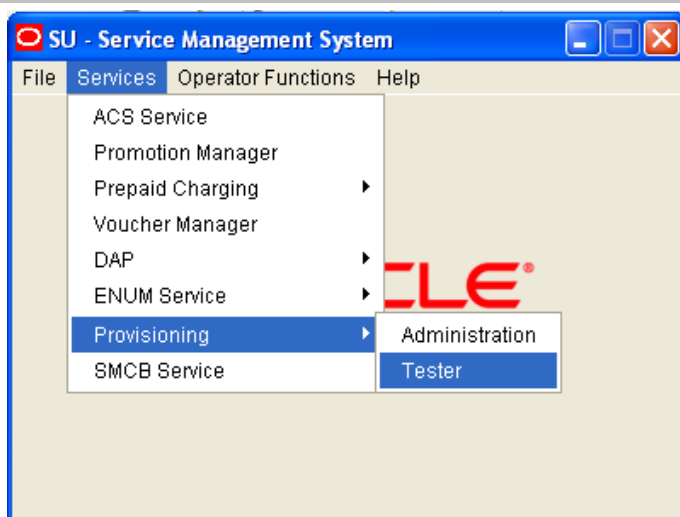 SU - Service Management System
File Services Operator Functions Help
ACS Service
Promotion Manager
Prepaid Charging
Voucher Manager
DAP
ENUM Service
Provisioning
SMCB Service
Administration
Tester
CLE®